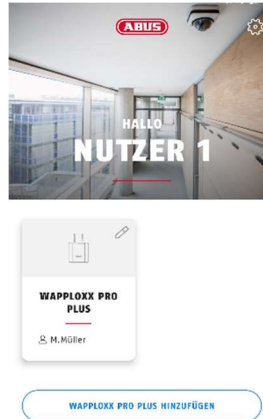 ABUS
HALLO
NUTZER 1
WAPPLOXX PRO
PLUS
M.Müller
WAPPLOXX PRO PLUS HINZUFÜGEN